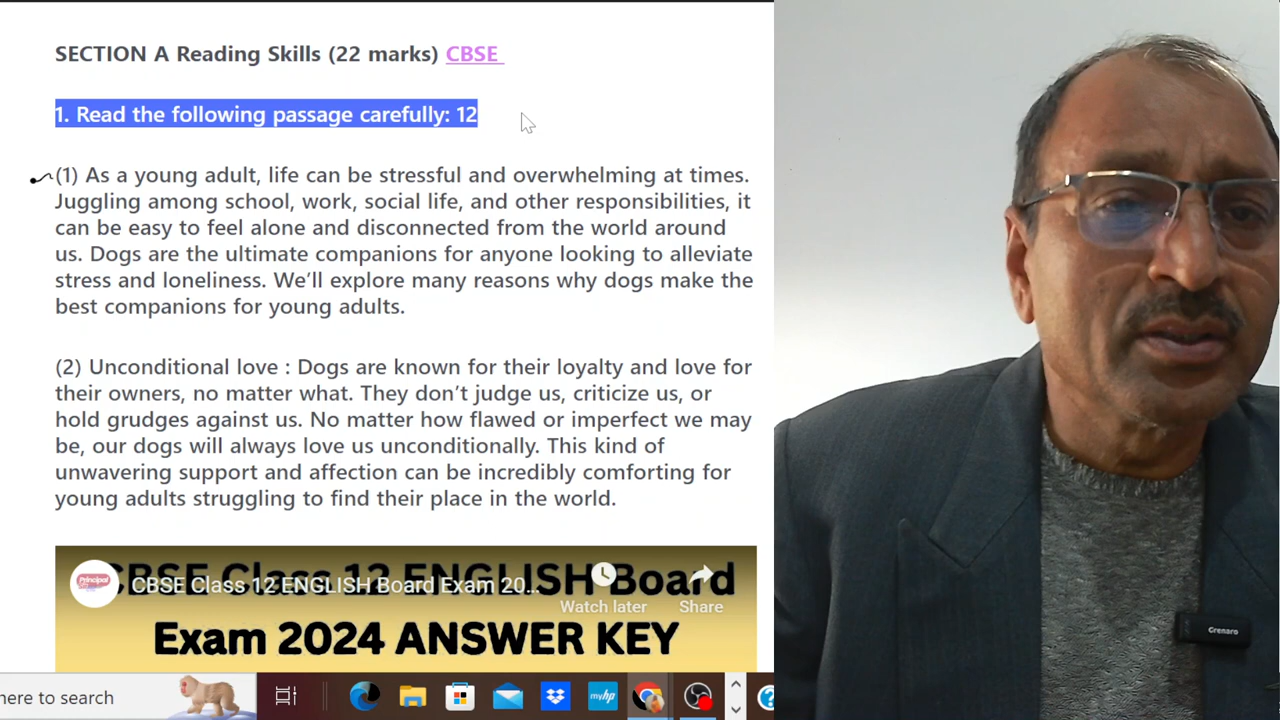 SECTION A Reading Skills (22 marks) CBSE
1. Read the following passage carefully: 12
(1) As a young adult, life can be stressful and overwhelming at times.
Juggling among school, work, social life, and other responsibilities, it
can be easy to feel alone and disconnected from the world around
us. Dogs are the ultimate companions for anyone looking to alleviate
stress and loneliness. We’ll explore many reasons why dogs make the
best companions for young adults.
(2) Unconditional love : Dogs are known for their loyalty and love for
their owners, no matter what. They don’t judge us, criticize us, or
hold grudges against us. No matter how flawed or imperfect we may
be, our dogs will always love us unconditionally. This kind of
unwavering support and affection can be incredibly comforting for
young adults struggling to find their place in the world.
Principal
CBSE Class 12 ENGLISH Board Exam 20...
CBSE Class 12 ENGLISH Board
Watch later
Share
Exam 2024 ANSWER KEY
Grenaro
here to search
myhp